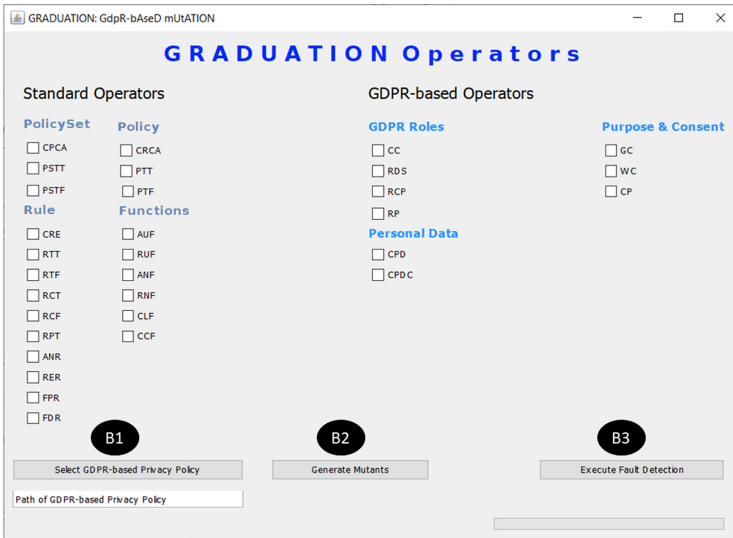 GRADUATION: GdpR-bAseD mUtATION
GRADUATION Operators
Standard Operators
GDPR-based Operators
PolicySet
Policy
GDPR Roles
Purpose & Consent
CPCA
CRCA
CC
GC
PSTT
PTT
RDS
WC
PSTF
PTF
RCP
CP
Rule
Functions
RP
Personal Data
CRE
AUF
CPD
RTT
RUF
CPDC
RTF
ANF
RCT
RNF
RCF
CLF
RPT
CCF
ANR
RER
FPR
FDR
B1
B2
B3
Select GDPR-based Privacy Policy
Generate Mutants
Execute Fault Detection
Path of GDPR-based Privacy Policy